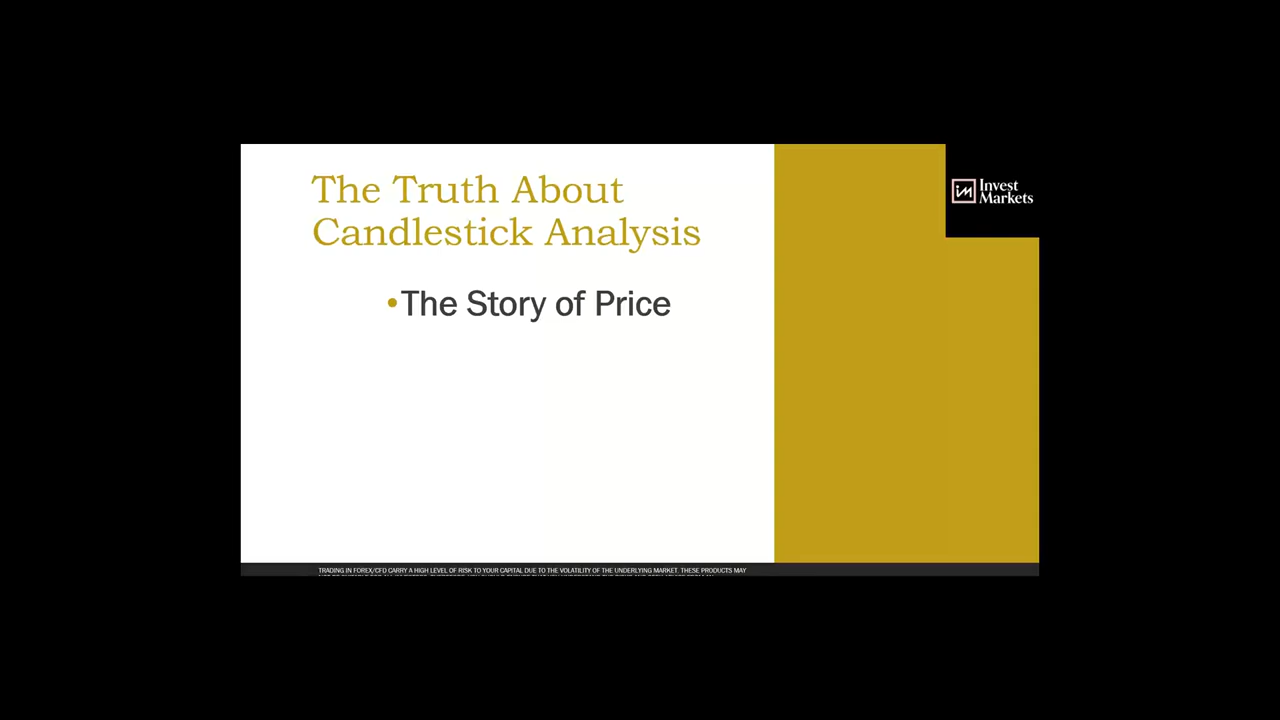 The Truth About
Candlestick Analysis
Invest
Markets
•The Story of Price
TRADING IN FOREX/CFD CARRY A HIGH LEVEL OF RISK TO YOUR CAPITAL DUE TO THE VOLATILITY OF THE UNDERLYING MARKET. THESE PRODUCTS MAY